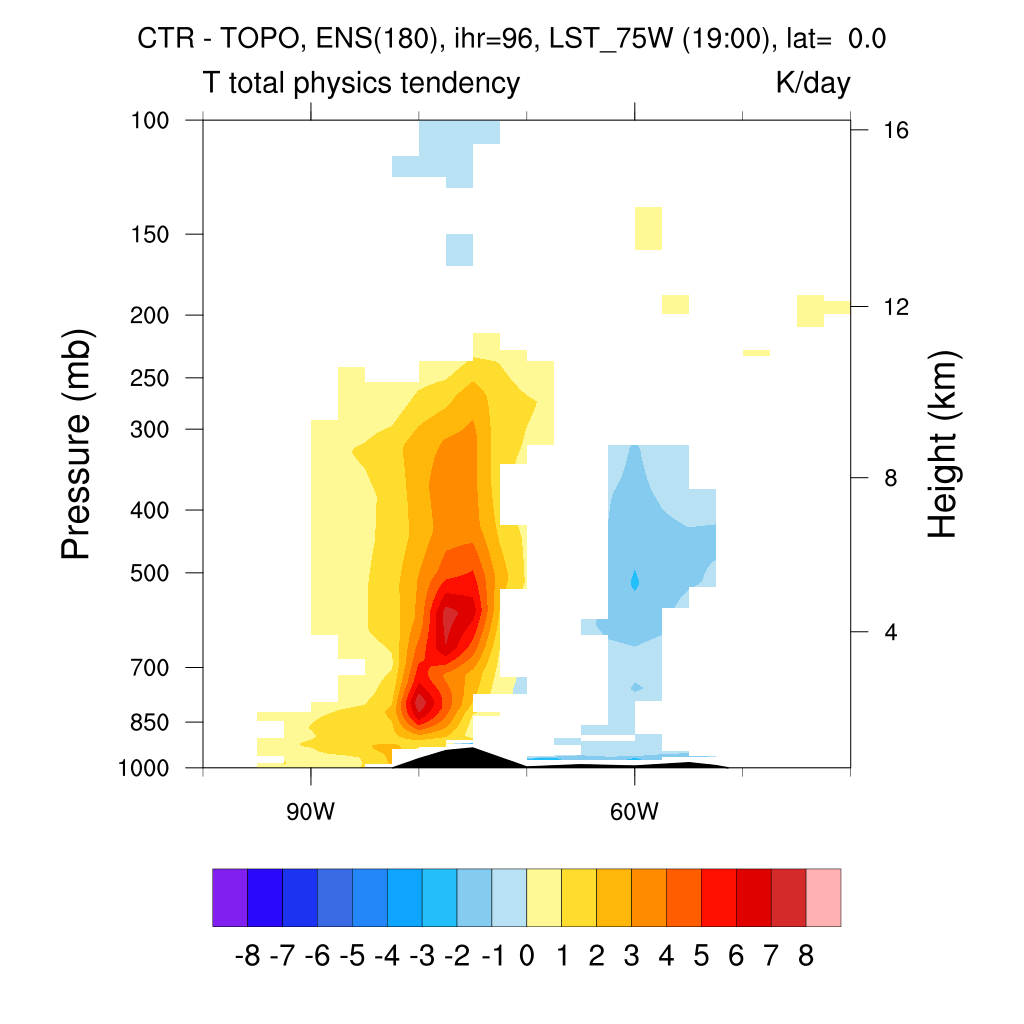 CTR - TOPO, ENS(180), ihr=96, LST_75W (19:00), lat=  0.0
T total physics tendency K/day
100
150
200
250
300
400
500
700
850
1000
Pressure (mb)
16
12
8
4
Height (km)
90W 60W
-8 -7 -6 -5 -4 -3 -2 -1 0 1 2 3 4 5 6 7 8